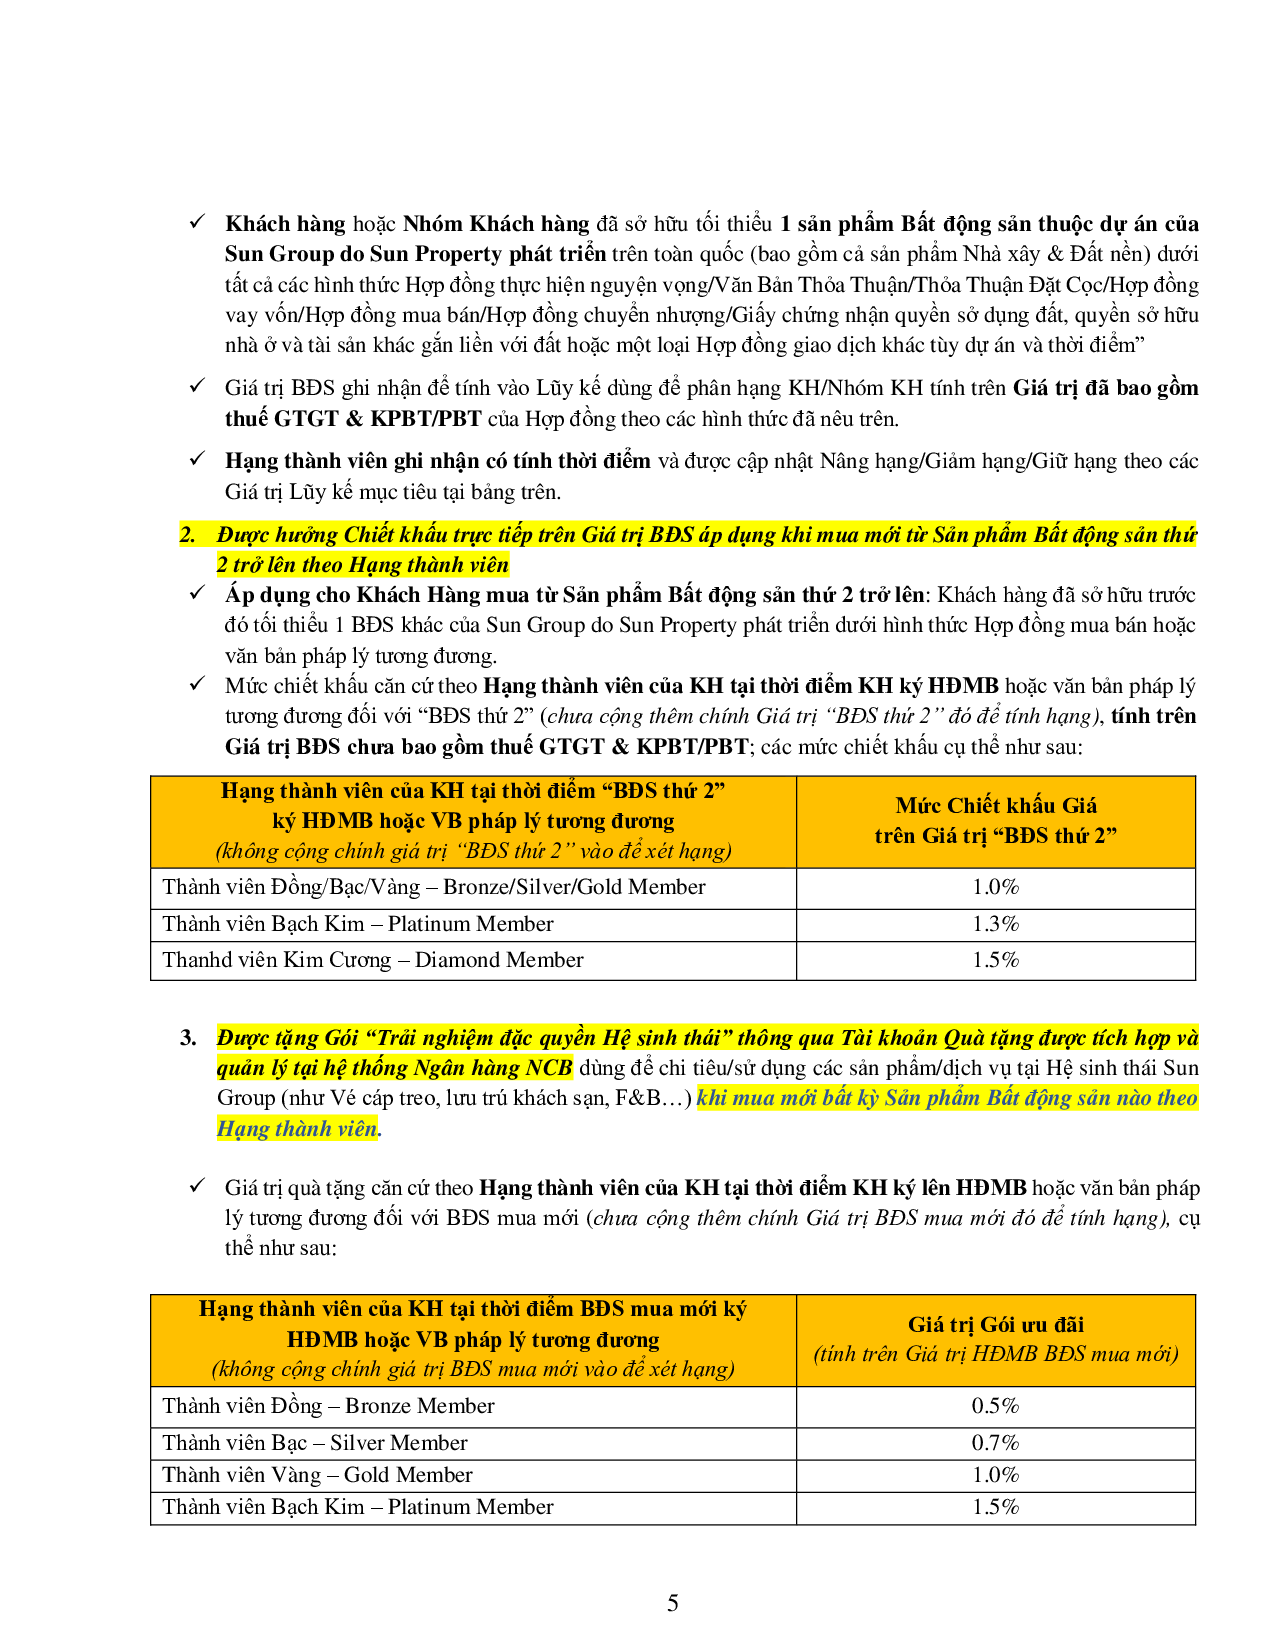 ✓ Khách hàng hoặc Nhóm Khách hàng đã sở hữu tối thiểu 1 sản phẩm Bất động sản thuộc dự án của
Sun Group do Sun Property phát triển trên toàn quốc (bao gồm cả sản phẩm Nhà xây & Đất nền) dưới
tất cả các hình thức Hợp đồng thực hiện nguyện vọng/Văn Bản Thỏa Thuận/Thỏa Thuận Đặt Cọc/Hợp đồng
vay vốn/Hợp đồng mua bán/Hợp đồng chuyển nhượng/Giấy chứng nhận quyền sở dụng đất, quyền sở hữu
nhà ở và tài sản khác gắn liền với đất hoặc một loại Hợp đồng giao dịch khác tùy dự án và thời điểm”
✓ Giá trị BĐS ghi nhận để tính vào Lũy kế dùng để phân hạng KH/Nhóm KH tính trên Giá trị đã bao gồm
thuế GTGT & KPBT/PBT của Hợp đồng theo các hình thức đã nêu trên.
✓ Hạng thành viên ghi nhận có tính thời điểm và được cập nhật Nâng hạng/Giảm hạng/Giữ hạng theo các
Giá trị Lũy kế mục tiêu tại bảng trên.
2. Được hưởng Chiết khấu trực tiếp trên Giá trị BĐS áp dụng khi mua mới từ Sản phẩm Bất động sản thứ
2 trở lên theo Hạng thành viên
✓ Áp dụng cho Khách Hàng mua từ Sản phẩm Bất động sản thứ 2 trở lên: Khách hàng đã sở hữu trước
đó tối thiểu 1 BĐS khác của Sun Group do Sun Property phát triển dưới hình thức Hợp đồng mua bán hoặc
văn bản pháp lý tương đương.
✓ Mức chiết khấu căn cứ theo Hạng thành viên của KH tại thời điểm KH ký HĐMB hoặc văn bản pháp lý
tương đương đối với “BĐS thứ 2” (chưa cộng thêm chính Giá trị “BĐS thứ 2” đó để tính hạng), tính trên
Giá trị BĐS chưa bao gồm thuế GTGT & KPBT/PBT; các mức chiết khấu cụ thể như sau:
Hạng thành viên của KH tại thời điểm “BĐS thứ 2”
ký HĐMB hoặc VB pháp lý tương đương
(không cộng chính giá trị “BĐS thứ 2” vào để xét hạng)
Mức Chiết khấu Giá
trên Giá trị “BĐS thứ 2”
Thành viên Đồng/Bạc/Vàng – Bronze/Silver/Gold Member 1.0%
Thành viên Bạch Kim – Platinum Member 1.3%
Thanhd viên Kim Cương – Diamond Member 1.5%
3. Được tặng Gói “Trải nghiệm đặc quyền Hệ sinh thái” thông qua Tài khoản Quà tặng được tích hợp và
quản lý tại hệ thống Ngân hàng NCB dùng để chi tiêu/sử dụng các sản phẩm/dịch vụ tại Hệ sinh thái Sun
Group (như Vé cáp treo, lưu trú khách sạn, F&B…) khi mua mới bất kỳ Sản phẩm Bất động sản nào theo
Hạng thành viên.
✓ Giá trị quà tặng căn cứ theo Hạng thành viên của KH tại thời điểm KH ký lên HĐMB hoặc văn bản pháp
lý tương đương đối với BĐS mua mới (chưa cộng thêm chính Giá trị BĐS mua mới đó để tính hạng), cụ
thể như sau:
Hạng thành viên của KH tại thời điểm BĐS mua mới ký
HĐMB hoặc VB pháp lý tương đương
(không cộng chính giá trị BĐS mua mới vào để xét hạng)
Giá trị Gói ưu đãi
(tính trên Giá trị HĐMB BĐS mua mới)
Thành viên Đồng – Bronze Member 0.5%
Thành viên Bạc – Silver Member 0.7%
Thành viên Vàng – Gold Member 1.0%
Thành viên Bạch Kim – Platinum Member 1.5%
5